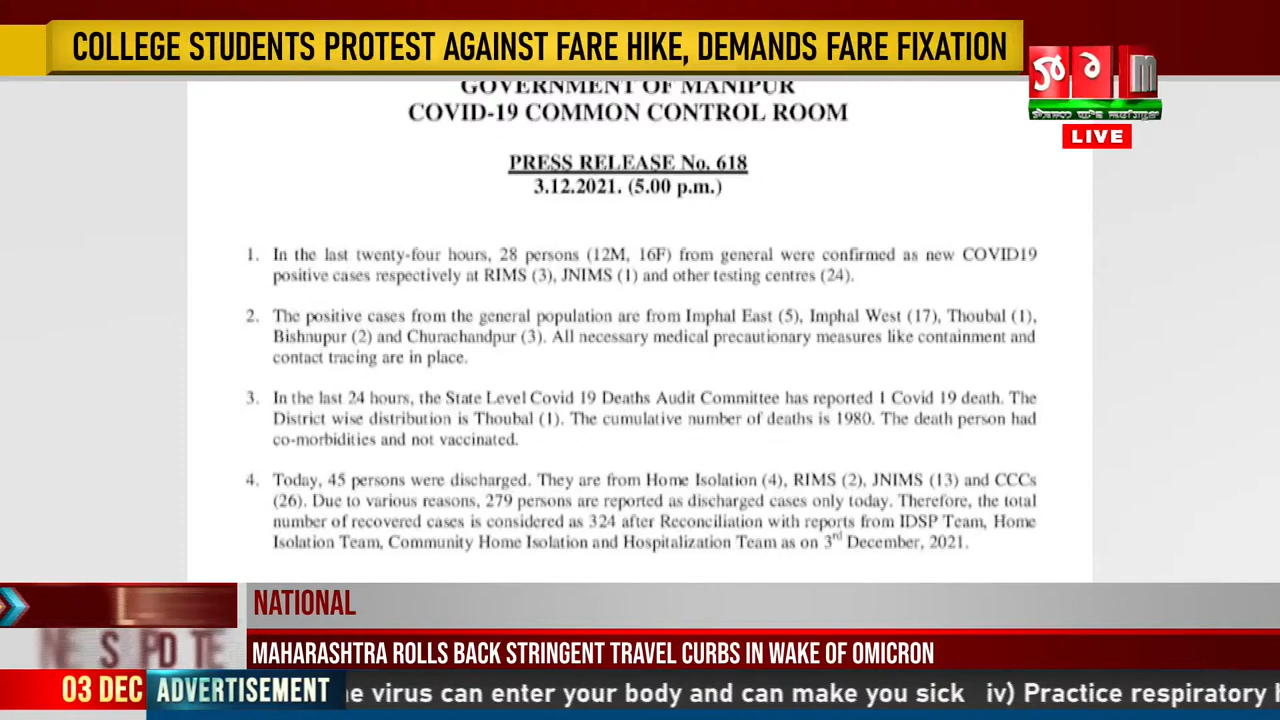 COLLEGE STUDENTS PROTEST AGAINST FARE HIKE, DEMANDS FARE FIXATION
GOVERNMENT OF MANIPUR
COVID-19 COMMON CONTROL ROOM
LIVE
PRESS RELEASE No. 618
3.12.2021. (5.00 p.m.)
1. In the last twenty-four hours, 28 persons (12M, 16F) from general were confirmed as new COVID19
positive cases respectively at RIMS (3), JNIMS (1) and other testing centres (24).
2. The positive cases from the general population are from Imphal East (5), Imphal West (17), Thoubal (1),
Bishnupur (2) and Churachandpur (3). All necessary medical precautionary measures like containment and
contact tracing are in place.
3. In the last 24 hours, the State Level Covid 19 Deaths Audit Committee has reported 1 Covid 19 death. The
District wise distribution is Thoubal (1). The cumulative number of deaths is 1980. The death person had
co-morbidities and not vaccinated.
4. Today, 45 persons were discharged. They are from Home Isolation (4), RIMS (2), JNIMS (13) and CCCs
(26). Due to various reasons, 279 persons are reported as discharged cases only today. Therefore, the total
number of recovered cases is considered as 324 after Reconciliation with reports from IDSP Team, Home
Isolation Team, Community Home Isolation and Hospitalization Team as on 3rd December, 2021.
NATIONAL
MAHARASHTRA ROLLS BACK STRINGENT TRAVEL CURBS IN WAKE OF OMICRON
03 DEC ADVERTISEMENT he virus can enter your body and can make you sick iv) Practice respiratory